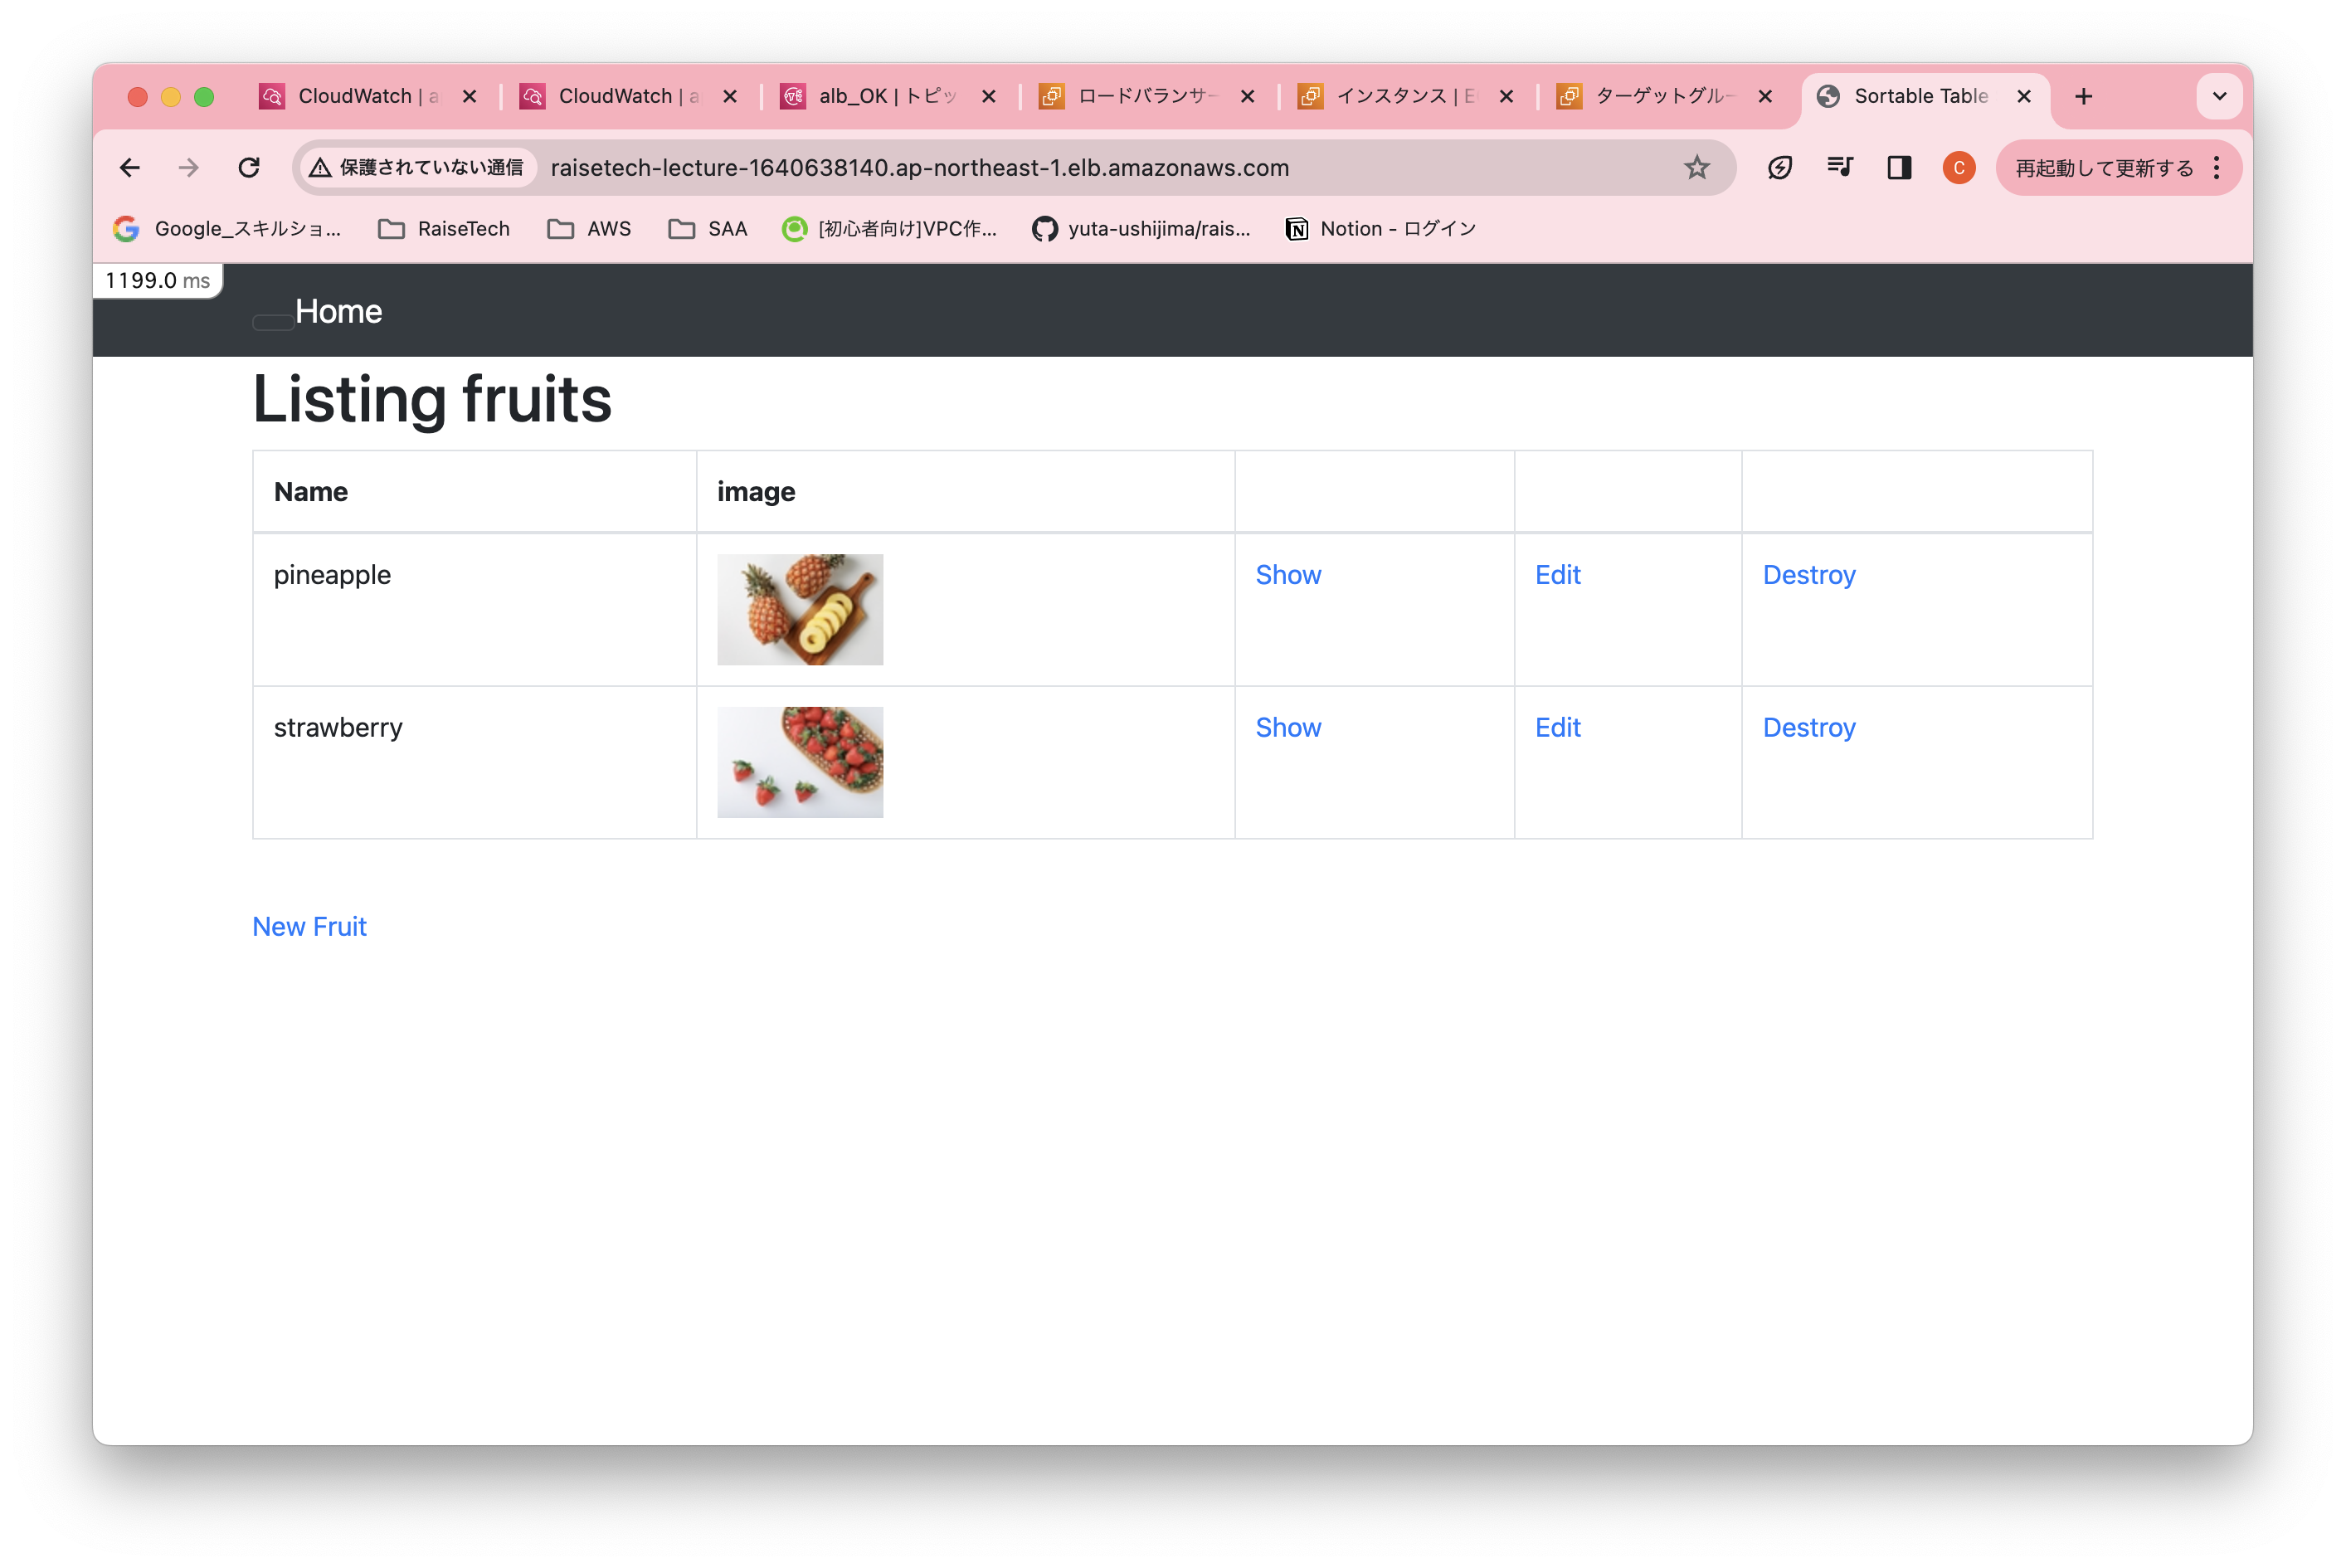 CloudWatch | a
CloudWatch | a
alb_OK | トピッ
ロードバランサー
インスタンス | E
ターゲットグルー
Sortable Table
保護されていない通信
raisetech-lecture-1640638140.ap-northeast-1.elb.amazonaws.com
C
再起動して更新する
Google_スキルショ...
RaiseTech
AWS
SAA
[初心者向け]VPC作...
yuta-ushijima/rais...
Notion - ログイン
1199.0 ms
Home
Listing fruits
Name
image
pineapple
Show
Edit
Destroy
strawberry
Show
Edit
Destroy
New Fruit